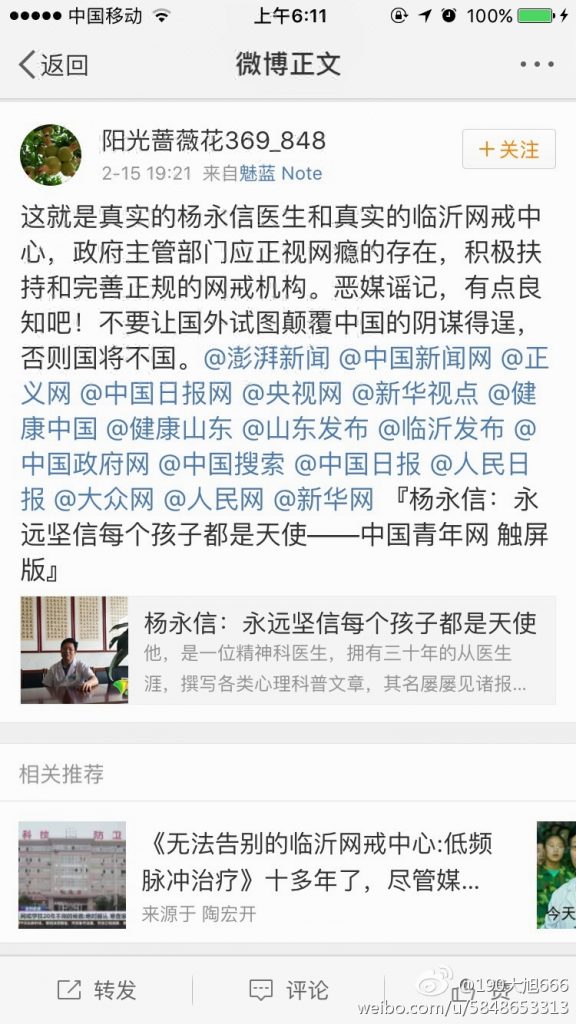 中国移动 上午6:11 100%
返回 微博正文
阳光蔷薇花369_848
+关注
2-15 19:21 来自魅蓝 Note
这就是真实的杨永信医生和真实的临沂网戒中
心，政府主管部门应正视网瘾的存在，积极扶
持和完善正规的网戒机构。恶媒谣记，有点良
知吧！不要让国外试图颠覆中国的阴谋得逞，
否则国将不国。@澎湃新闻 @中国新闻网 @正
义网 @中国日报网 @央视网 @新华视点 @健
康中国 @健康山东 @山东发布 @临沂发布 @
中国政府网 @中国搜索 @中国日报 @人民日
报 @大众网 @人民网 @新华网 『杨永信：永
远坚信每个孩子都是天使——中国青年网 触屏
版』
杨永信：永远坚信每个孩子都是天使
他，是一位精神科医生，拥有三十年的从医生
涯，撰写各类心理科普文章，其名屡屡见诸报...
相关推荐
科技 防卫
《无法告别的临沂网戒中心:低频
脉冲治疗》十多年了，尽管媒...
来源于 陶宏开
今天
转发 评论 赞
@190大旭666
weibo.com/u/5848653313